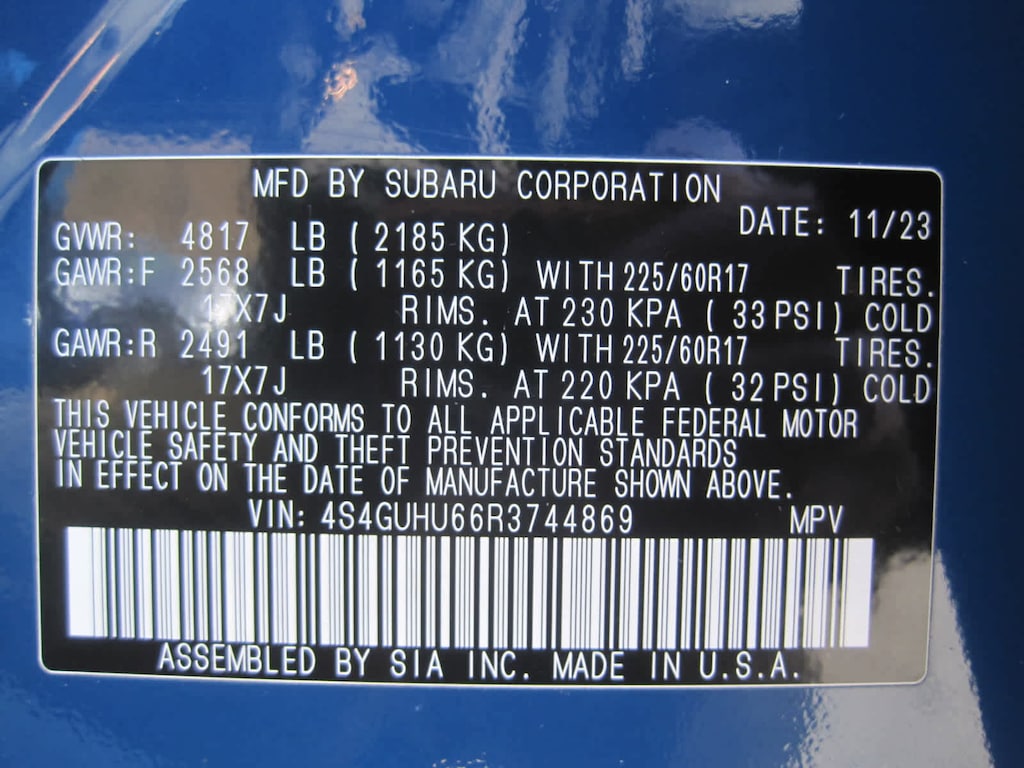 MFD BY SUBARU CORPORATION
DATE: 11/23
GVWR: 4817 LB ( 2185 KG)
GAWR:F 2568 LB ( 1165 KG) WITH 225/60R17 TIRES.
17X7J RIMS. AT 230 KPA ( 33 PSI) COLD
GAWR:R 2491 LB ( 1130 KG) WITH 225/60R17 TIRES.
17X7J RIMS. AT 220 KPA ( 32 PSI) COLD
THIS VEHICLE CONFORMS TO ALL APPLICABLE FEDERAL MOTOR
VEHICLE SAFETY AND THEFT PREVENTION STANDARDS
IN EFFECT ON THE DATE OF MANUFACTURE SHOWN ABOVE.
VIN: 4S4GUHU66R3744869 MPV
ASSEMBLED BY SIA INC. MADE IN U.S.A.